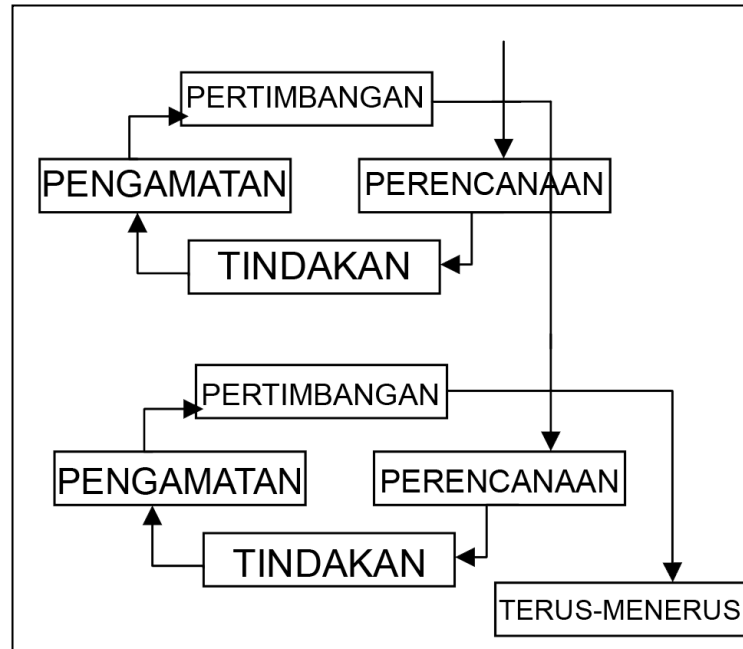 PERTIMBANGAN
PENGAMATAN
PERENCANAAN
TINDAKAN
PERTIMBANGAN
PENGAMATAN
PERENCANAAN
TINDAKAN
TERUS-MENERUS